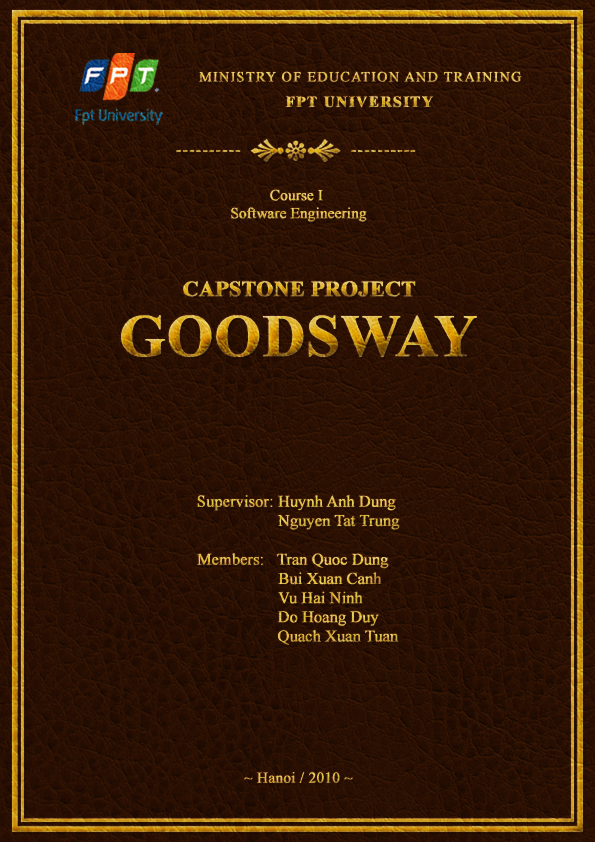 FPT
Fpt University
MINISTRY OF EDUCATION AND TRAINING
FPT UNIVERSITY
Course I
Software Engineering
CAPSTONE PROJECT
GOODSWAY
Supervisor: Huynh Anh Dung
Nguyen Tat Trung
Members: Tran Quoc Dung
Bui Xuan Canh
Vu Hai Ninh
Do Hoang Duy
Quach Xuan Tuan
~ Hanoi / 2010 ~